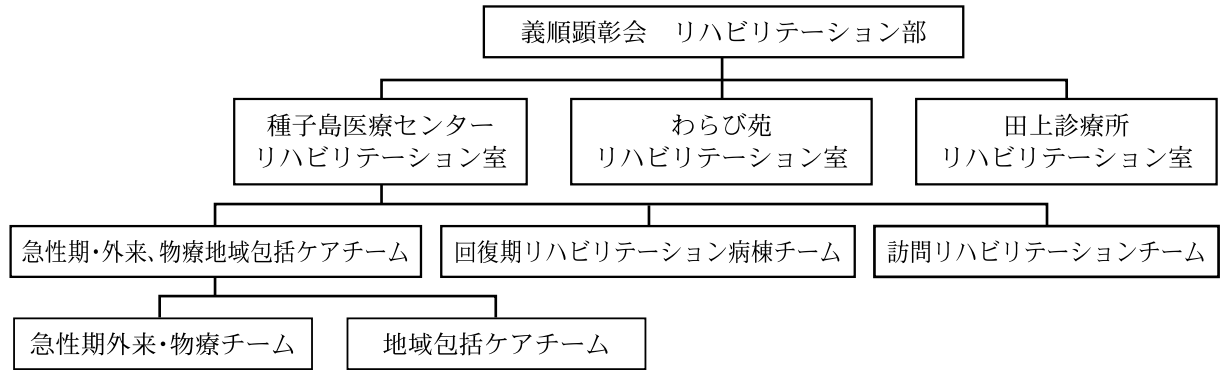 義順顕彰会　リハビリテーション部
種子島医療センター
リハビリテーション室
わらび苑
リハビリテーション室
田上診療所
リハビリテーション室
急性期・外来、物療地域包括ケアチーム
回復期リハビリテーション病棟チーム
訪問リハビリテーションチーム
急性期外来・物療チーム
地域包括ケアチーム